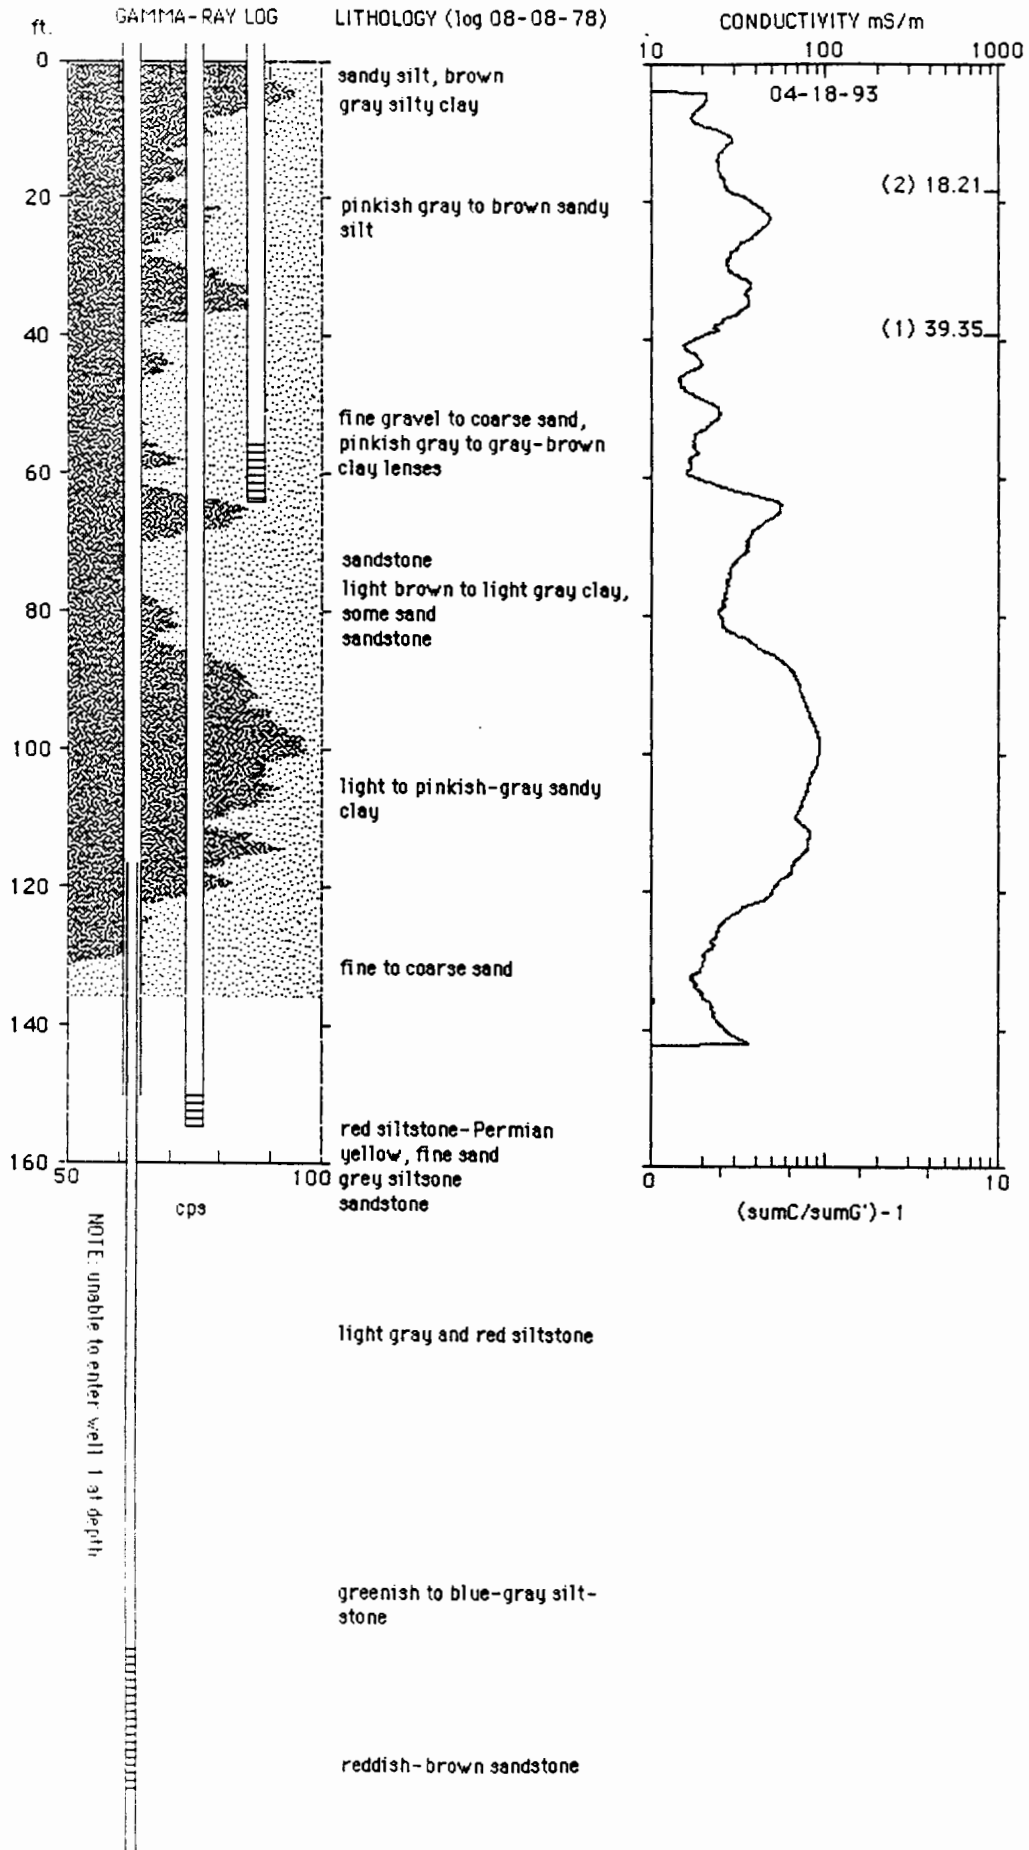 GAMMA-RAY LOG
LITHOLOGY (log 08-08-78)
CONDUCTIVITY mS/m
ft.
10 100 1000
04-18-93
0
20
40
60
80
100
120
140
160
sandy silt, brown
gray silty clay
pinkish gray to brown sandy
silt
fine gravel to coarse sand,
pinkish gray to gray-brown
clay lenses
sandstone
light brown to light gray clay,
some sand
sandstone
light to pinkish-gray sandy
clay
fine to coarse sand
red siltstone-Permian
yellow, fine sand
grey siltsone
sandstone
light gray and red siltstone
greenish to blue-gray silt-
stone
reddish-brown sandstone
(2) 18.21
(1) 39.35
50 100
cps
0 10
(sumC/sumG')-1
NOTE: unable to enter well 1 at depth